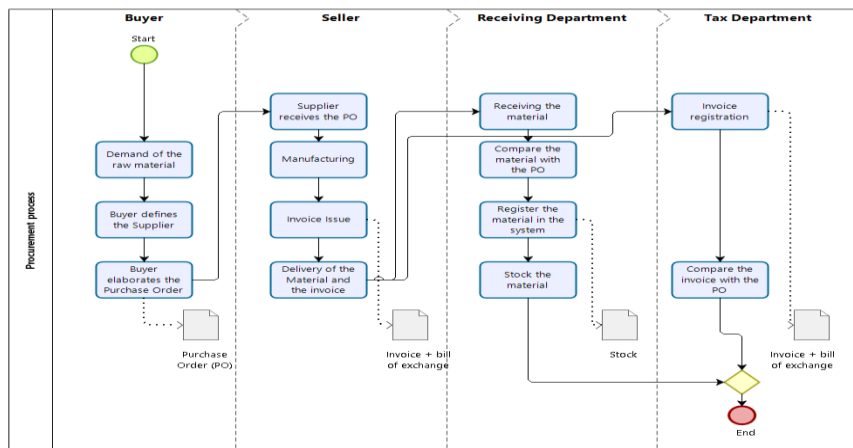 Buyer
Seller
Receiving Department
Tax Department
Procurement process
Start
Demand of the
raw material
Buyer defines
the Supplier
Buyer
elaborates the
Purchase Order
Purchase
Order (PO)
Supplier
receives the PO
Manufacturing
Invoice Issue
Delivery of the
Material and
the invoice
Invoice + bill
of exchange
Receiving the
material
Compare the
material with
the PO
Register the
material in the
system
Stock the
material
Stock
Invoice
registration
Compare the
invoice with the
PO
Invoice + bill
of exchange
End